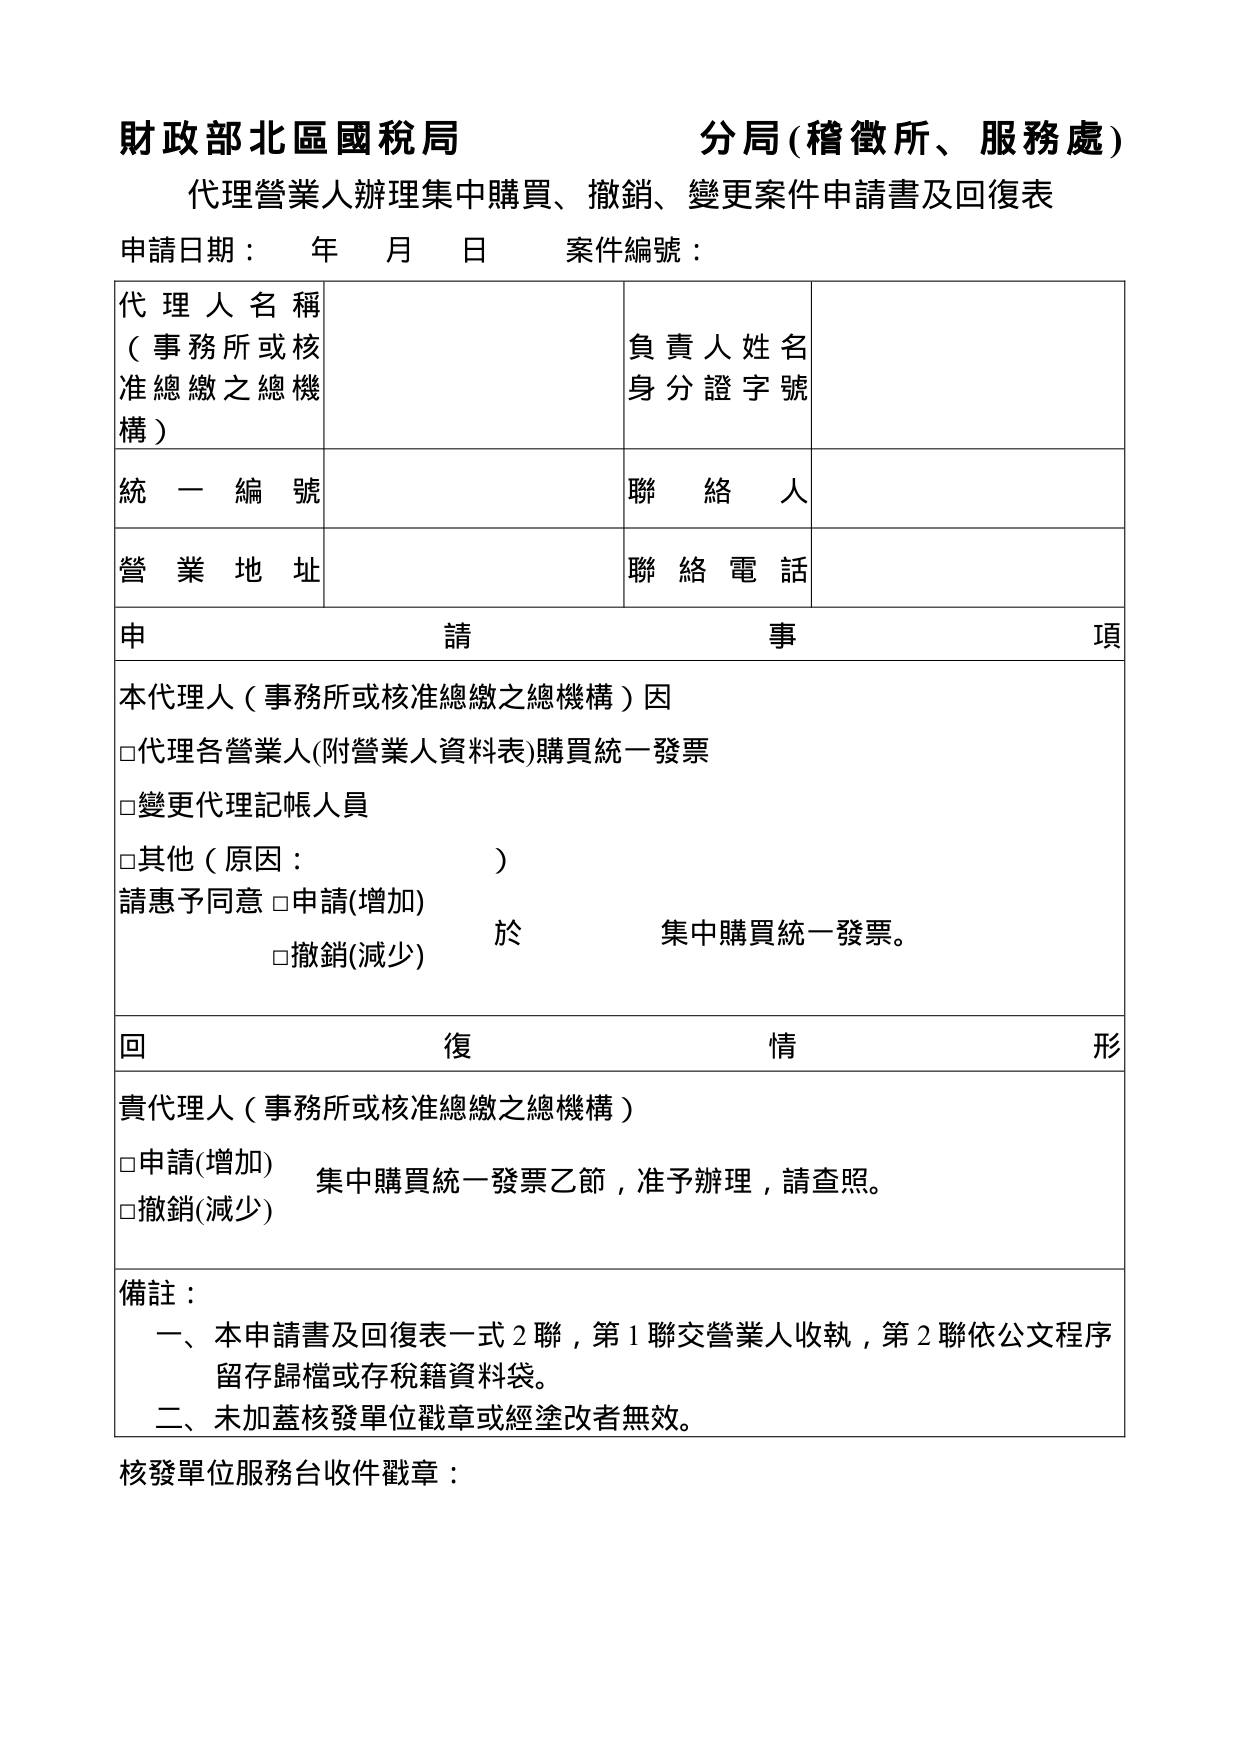 財政部北區國稅局　　　　　分局(稽徵所、服務處)
代理營業人辦理集中購買、撤銷、變更案件申請書及回復表
申請日期：　年　月　日　　案件編號：
代理人名稱
（事務所或核
准總繳之總機
構）
負責人姓名
身分證字號
統一編號
聯絡人
營業地址
聯絡電話
申請事項
本代理人（事務所或核准總繳之總機構）因
□代理各營業人(附營業人資料表)購買統一發票
□變更代理記帳人員
□其他（原因：　　　　　　）
請惠予同意 □申請(增加)
於　　　　　集中購買統一發票。
□撤銷(減少)
回復情形
貴代理人（事務所或核准總繳之總機構）
□申請(增加)
集中購買統一發票乙節，准予辦理，請查照。
□撤銷(減少)
備註：
一、本申請書及回復表一式 2 聯，第 1 聯交營業人收執，第 2 聯依公文程序
留存歸檔或存稅籍資料袋。
二、未加蓋核發單位戳章或經塗改者無效。
核發單位服務台收件戳章：